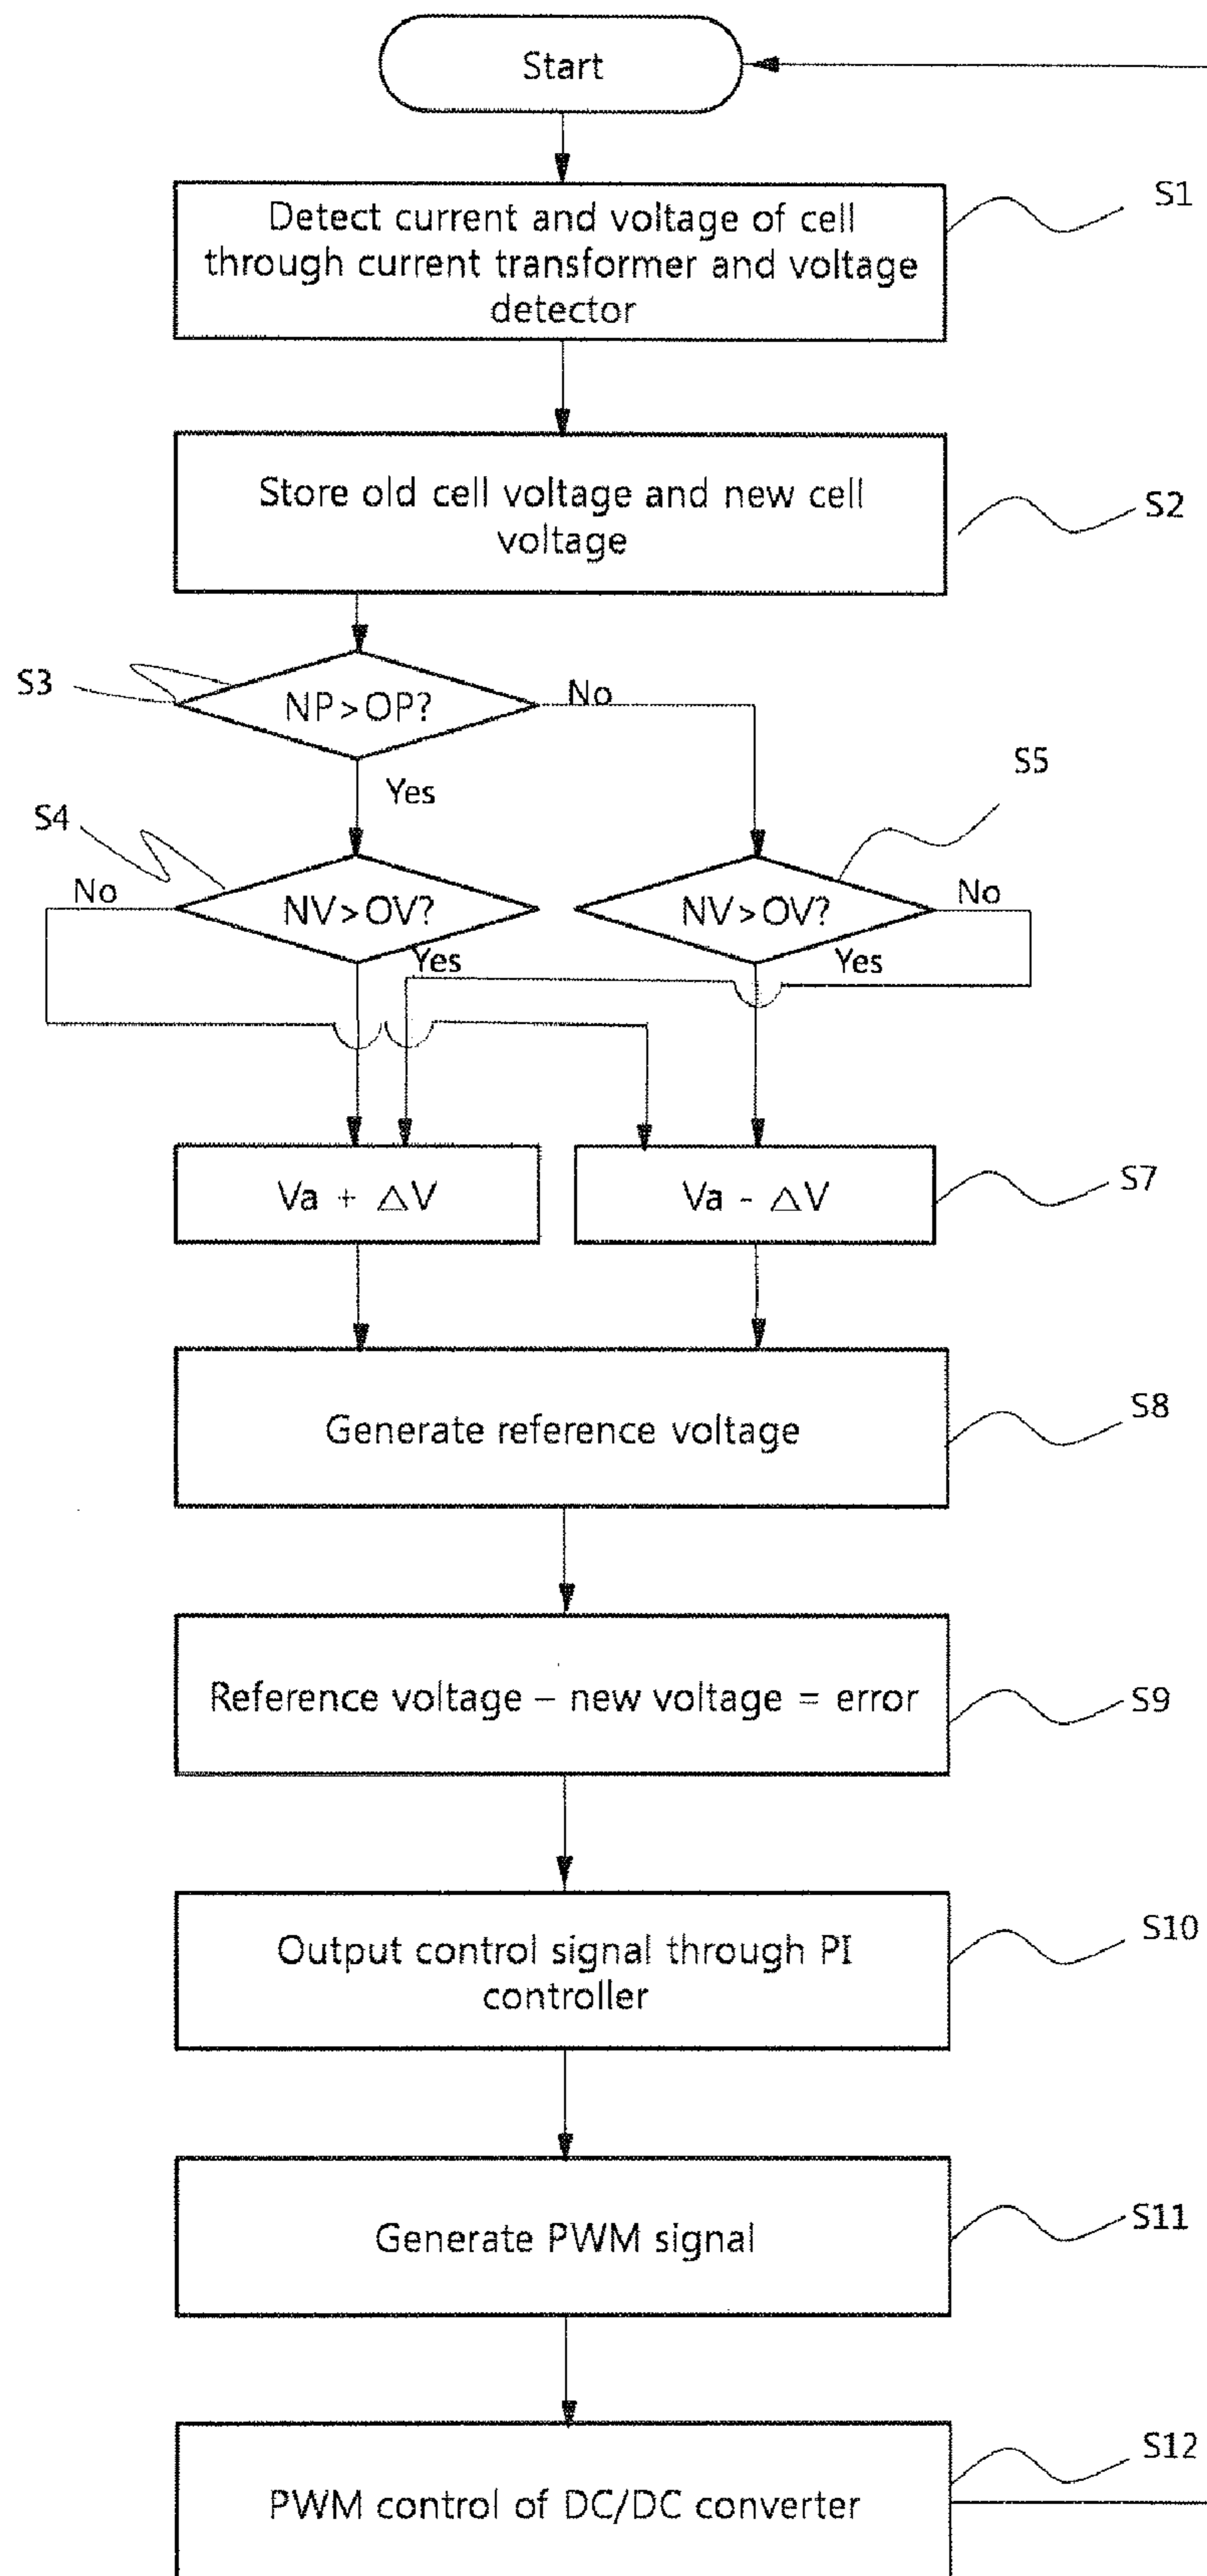 Start
S1
Detect current and voltage of cell
through current transformer and voltage
detector
Store old cell voltage and new cell
voltage
S2
S3
NP>OP?
No
Yes
S5
S4
No
NV>OV?
NV>OV?
No
Yes
Yes
Va + △V
Va - △V
S7
S8
Generate reference voltage
Reference voltage – new voltage = error
S9
S10
Output control signal through PI
controller
S11
Generate PWM signal
S12
PWM control of DC/DC converter